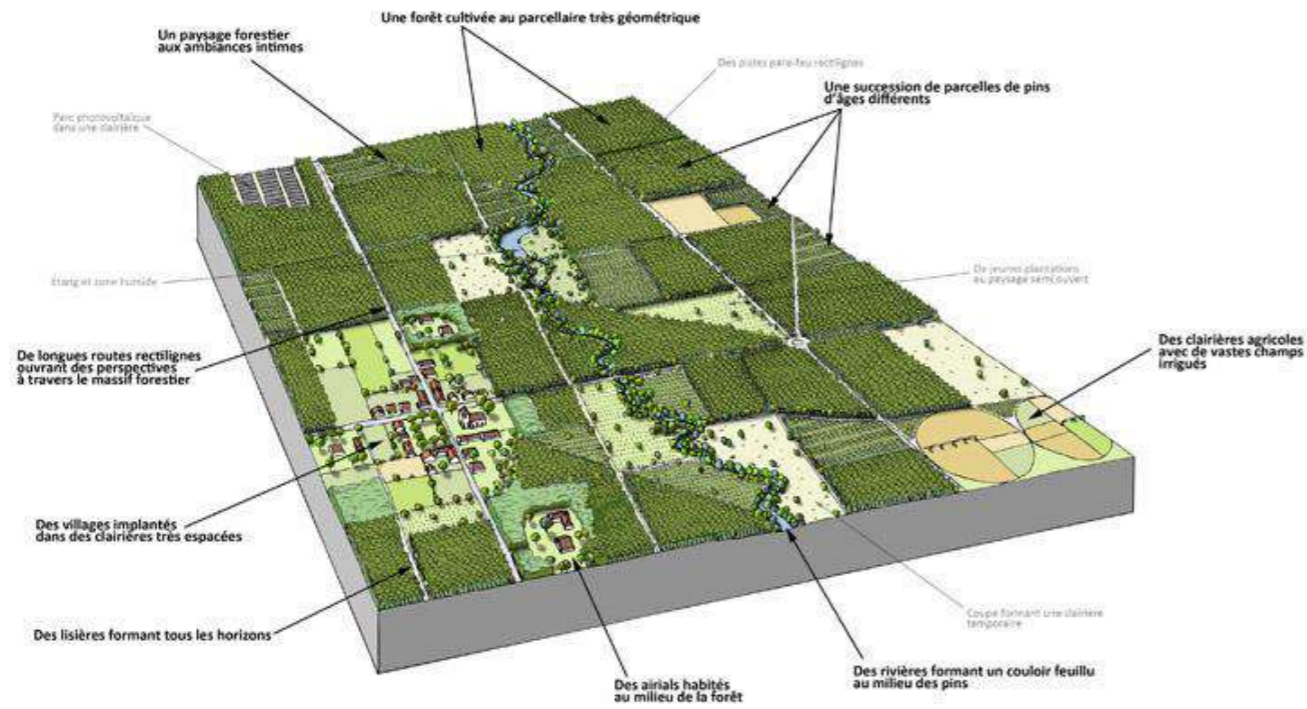 Une forêt cultivée au parcellaire très géométrique
Un paysage forestier
aux ambiances intimes
Des pistes pare-feu rectilignes
Une succession de parcelles de pins
d'âges différents
Parc photovoltaïque
dans une clairière
Etang et zone humide
De jeunes plantations
au paysage semi ouvert
De longues routes rectilignes
ouvrant des perspectives
à travers le massif forestier
Des clairières agricoles
avec de vastes champs
irrigués
Des villages implantés
dans des clairières très espacées
Coupe formant une clairière
temporaire
Des lisières formant tous les horizons
Des airials habités
au milieu de la forêt
Des rivières formant un couloir feuillu
au milieu des pins